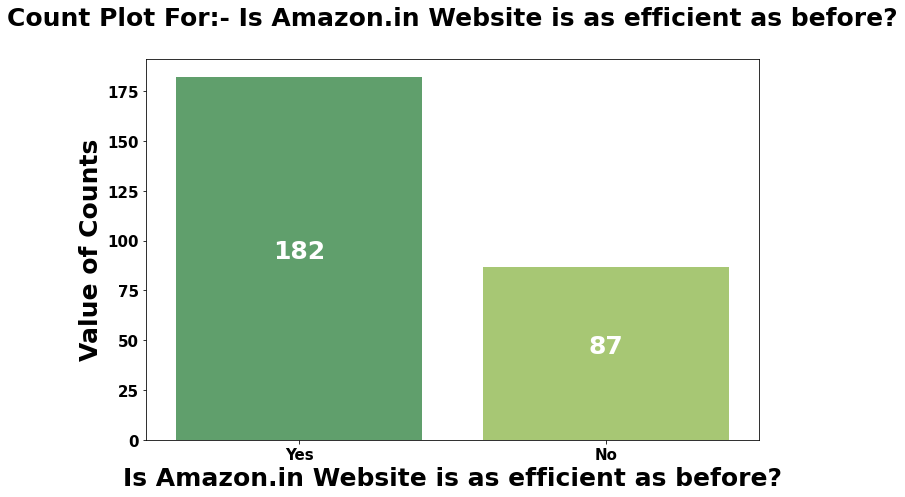 Count Plot For:- Is Amazon.in Website is as efficient as before?
Value of Counts
175
150
125
100
75
50
25
0
182
87
Yes No
Is Amazon.in Website is as efficient as before?